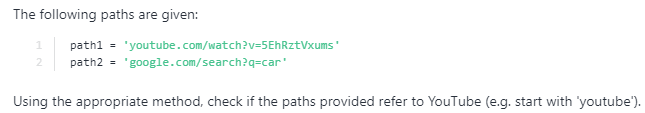 The following paths are given:
1 path1 = 'youtube.com/watch?v=5EhRztVxums'
2 path2 = 'google.com/search?q=car'
Using the appropriate method, check if the paths provided refer to YouTube (e.g. start with 'youtube').